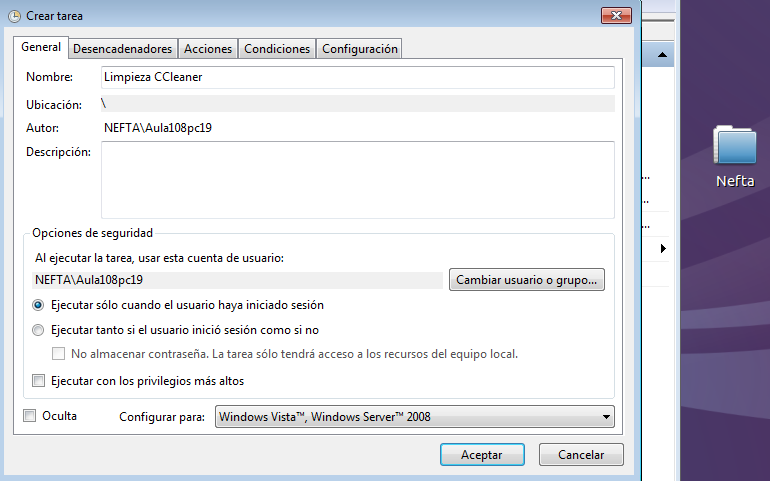 Crear tarea
General Desencadenadores Acciones Condiciones Configuración
Nombre: Limpieza CCleaner
Ubicación: \
Autor: NEFTA\Aula108pc19
Descripción:
Opciones de seguridad
Al ejecutar la tarea, usar esta cuenta de usuario:
NEFTA\Aula108pc19 Cambiar usuario o grupo...
Ejecutar sólo cuando el usuario haya iniciado sesión
Ejecutar tanto si el usuario inició sesión como si no
No almacenar contraseña. La tarea sólo tendrá acceso a los recursos del equipo local.
Ejecutar con los privilegios más altos
Oculta Configurar para: Windows Vista™, Windows Server™ 2008
Aceptar Cancelar
...
...
...
Nefta